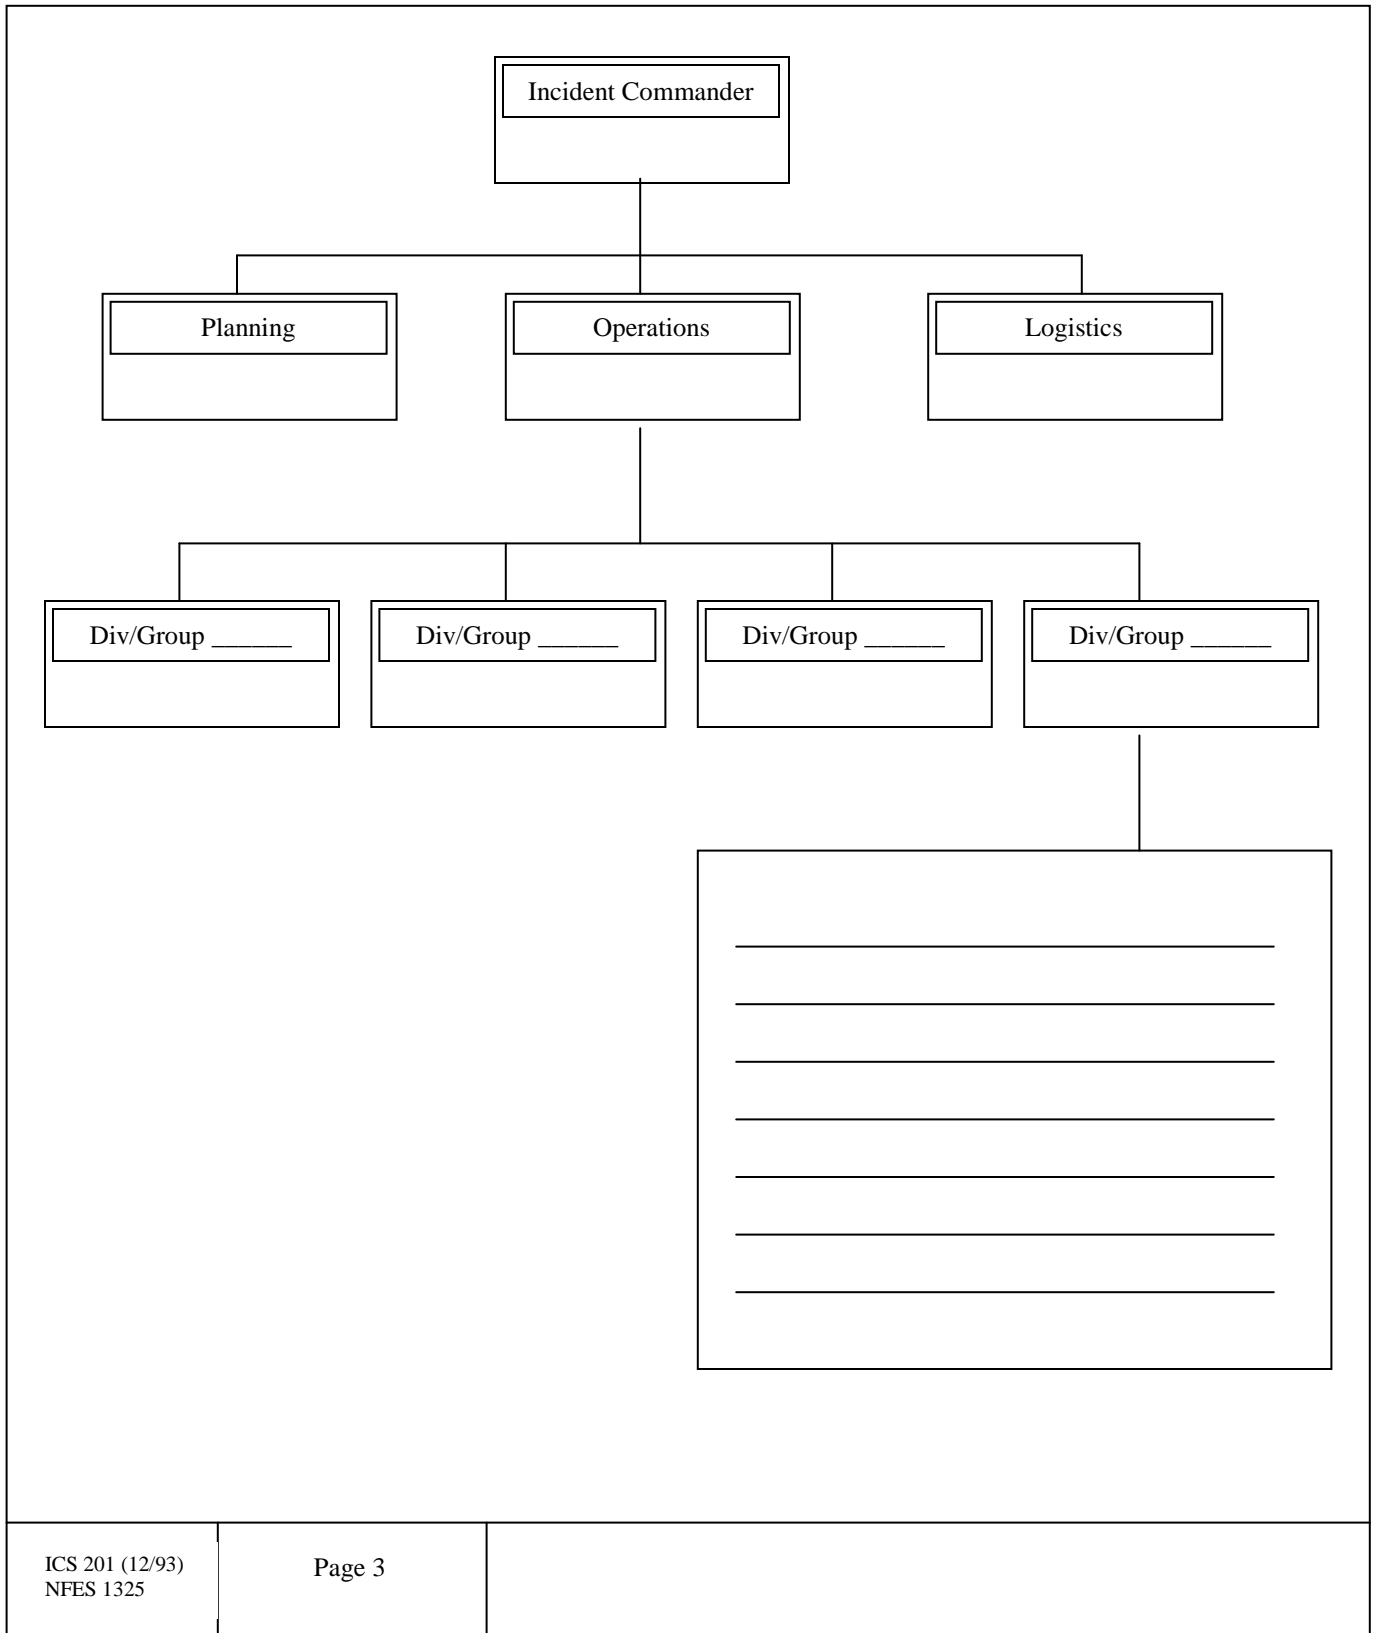 Incident Commander
Planning
Operations
Logistics
Div/Group ______
Div/Group ______
Div/Group ______
Div/Group ______
ICS 201 (12/93)
NFES 1325
Page 3